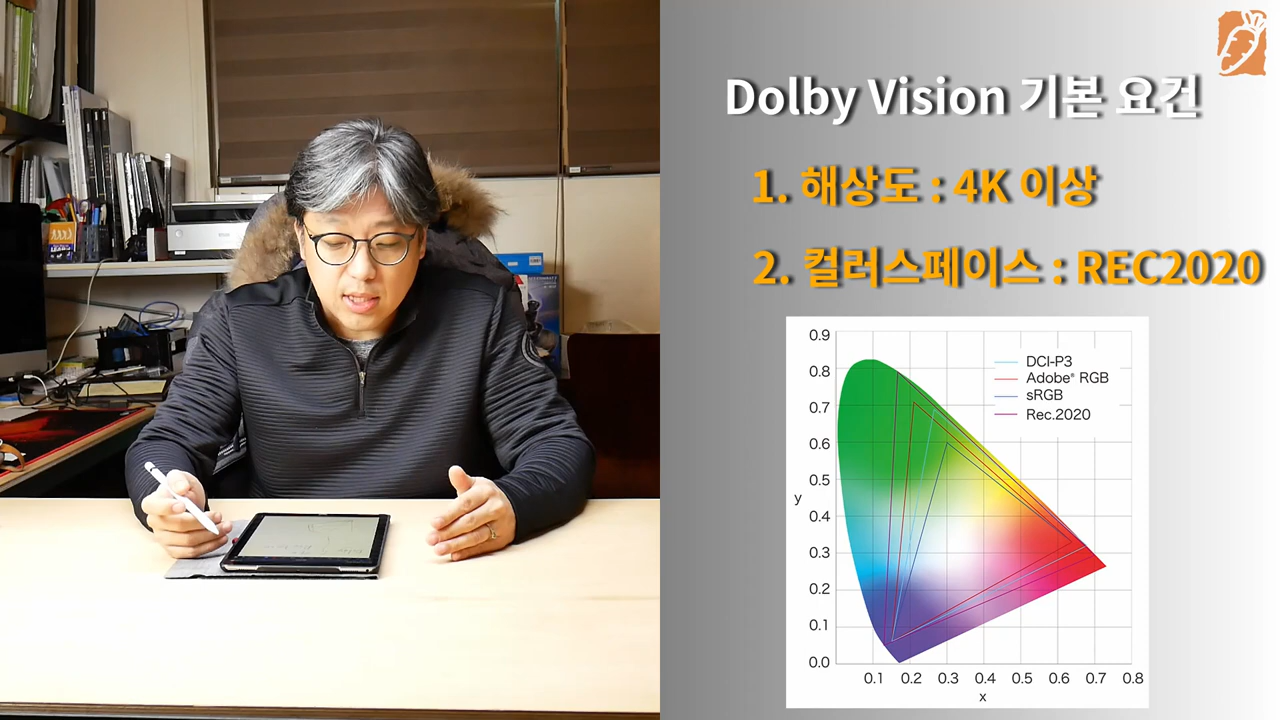 Dolby Vision 기본 요건
1. 해상도 : 4K 이상
2. 컬러스페이스 : REC2020
DCI-P3
Adobe® RGB
sRGB
Rec.2020
0.9
0.8
0.7
0.6
0.5
y
0.4
0.3
0.2
0.1
0.0
0.1 0.2 0.3 0.4 0.5 0.6 0.7 0.8
x